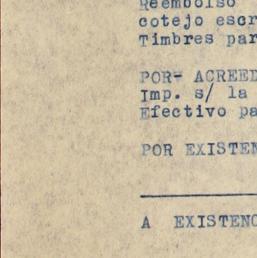 Reembolso
cotejo escr
Timbres par
POR- ACREED
Imp. s/ la
Efectivo pa
POR EXISTEN
A EXISTENC